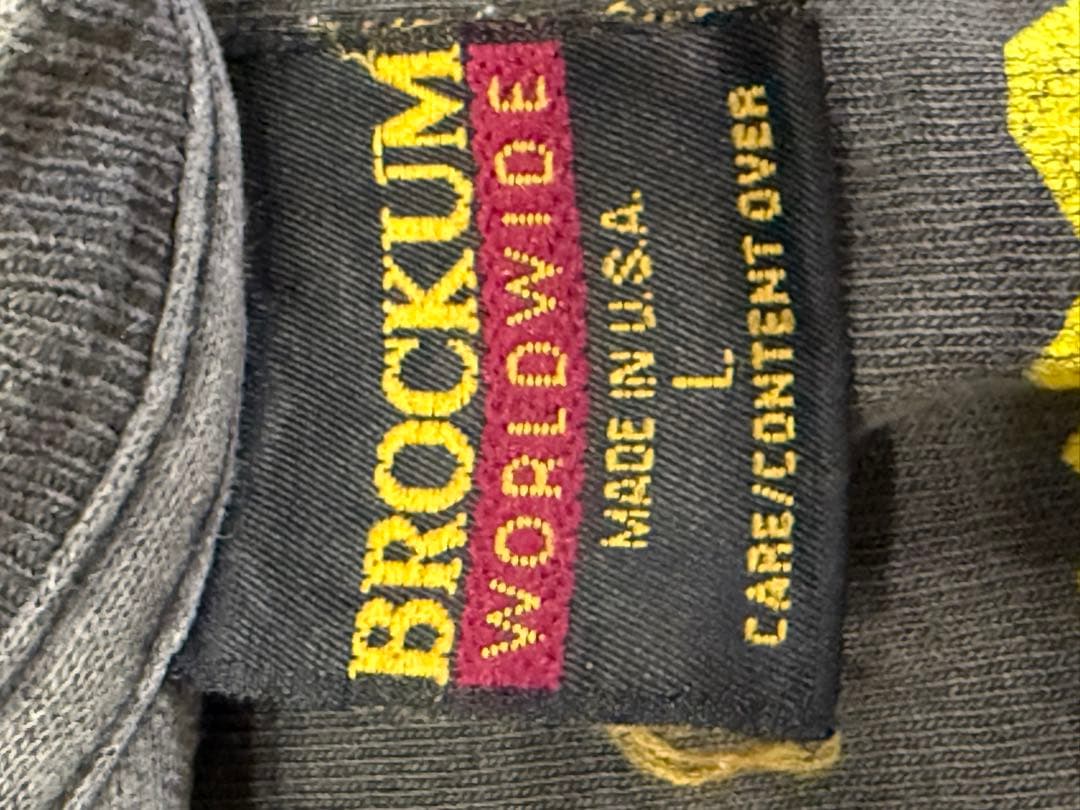 BROCKUM
WORLDWIDE
MADE IN U.S.A.
L
CARE/CONTENT OVER